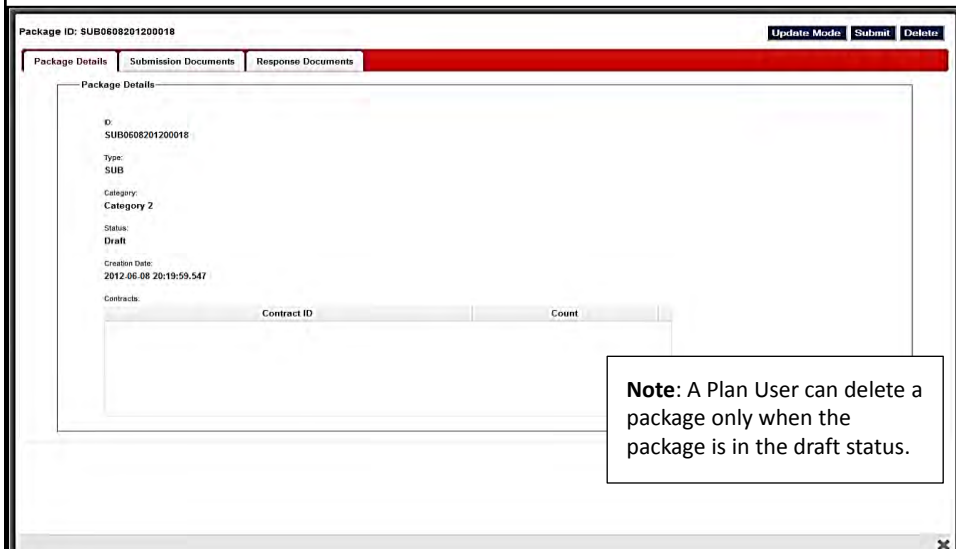 Package ID: SUB0608201200018
Update Mode Submit Delete
Package Details Submission Documents Response Documents
Package Details
ID:
SUB0608201200018
Type:
SUB
Category:
Category 2
Status:
Draft
Creation Date:
2012-06-08 20:19:59.547
Contracts:
Contract ID Count
Note: A Plan User can delete a
package only when the
package is in the draft status.